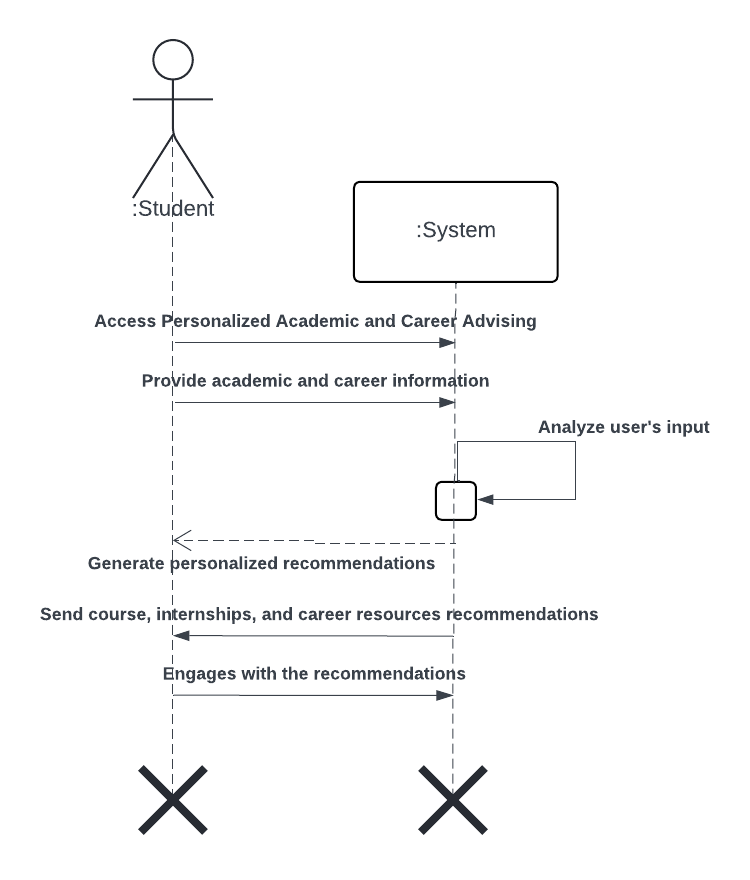 :Student
:System
Access Personalized Academic and Career Advising
Provide academic and career information
Analyze user's input
Generate personalized recommendations
Send course, internships, and career resources recommendations
Engages with the recommendations